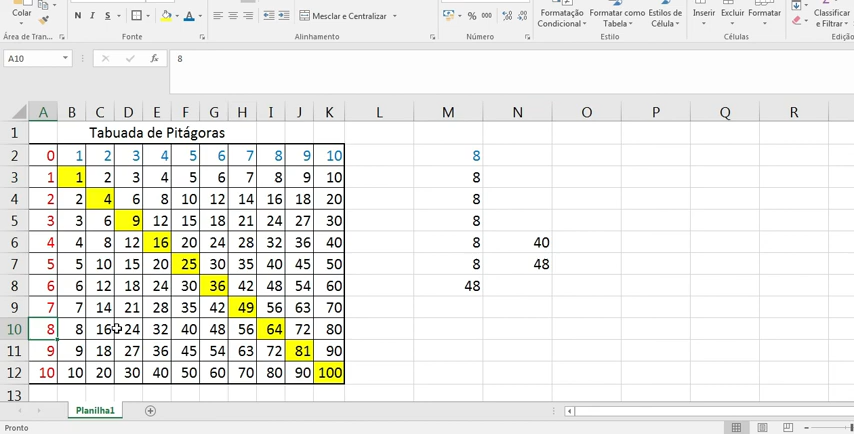 Colar
N I S
Mesclar e Centralizar
% 000
Formatação Condicional
Formatar como Tabela
Estilos de Célula
Inserir Excluir Formatar
Classificar e Filtrar
Área de Tran...
Fonte
Alinhamento
Número
Estilos
Células
Edição
A10
fx
8
A B C D E F G H I J K L M N O P Q R
1 Tabuada de Pitágoras
2 0 1 2 3 4 5 6 7 8 9 10 8
3 1 1 2 3 4 5 6 7 8 9 10 8
4 2 2 4 6 8 10 12 14 16 18 20 8
5 3 3 6 9 12 15 18 21 24 27 30 8
6 4 4 8 12 16 20 24 28 32 36 40 8 40
7 5 5 10 15 20 25 30 35 40 45 50 8 48
8 6 6 12 18 24 30 36 42 48 54 60 48
9 7 7 14 21 28 35 42 49 56 63 70
10 8 8 16 24 32 40 48 56 64 72 80
11 9 9 18 27 36 45 54 63 72 81 90
12 10 10 20 30 40 50 60 70 80 90 100
13
Planilha1
Pronto